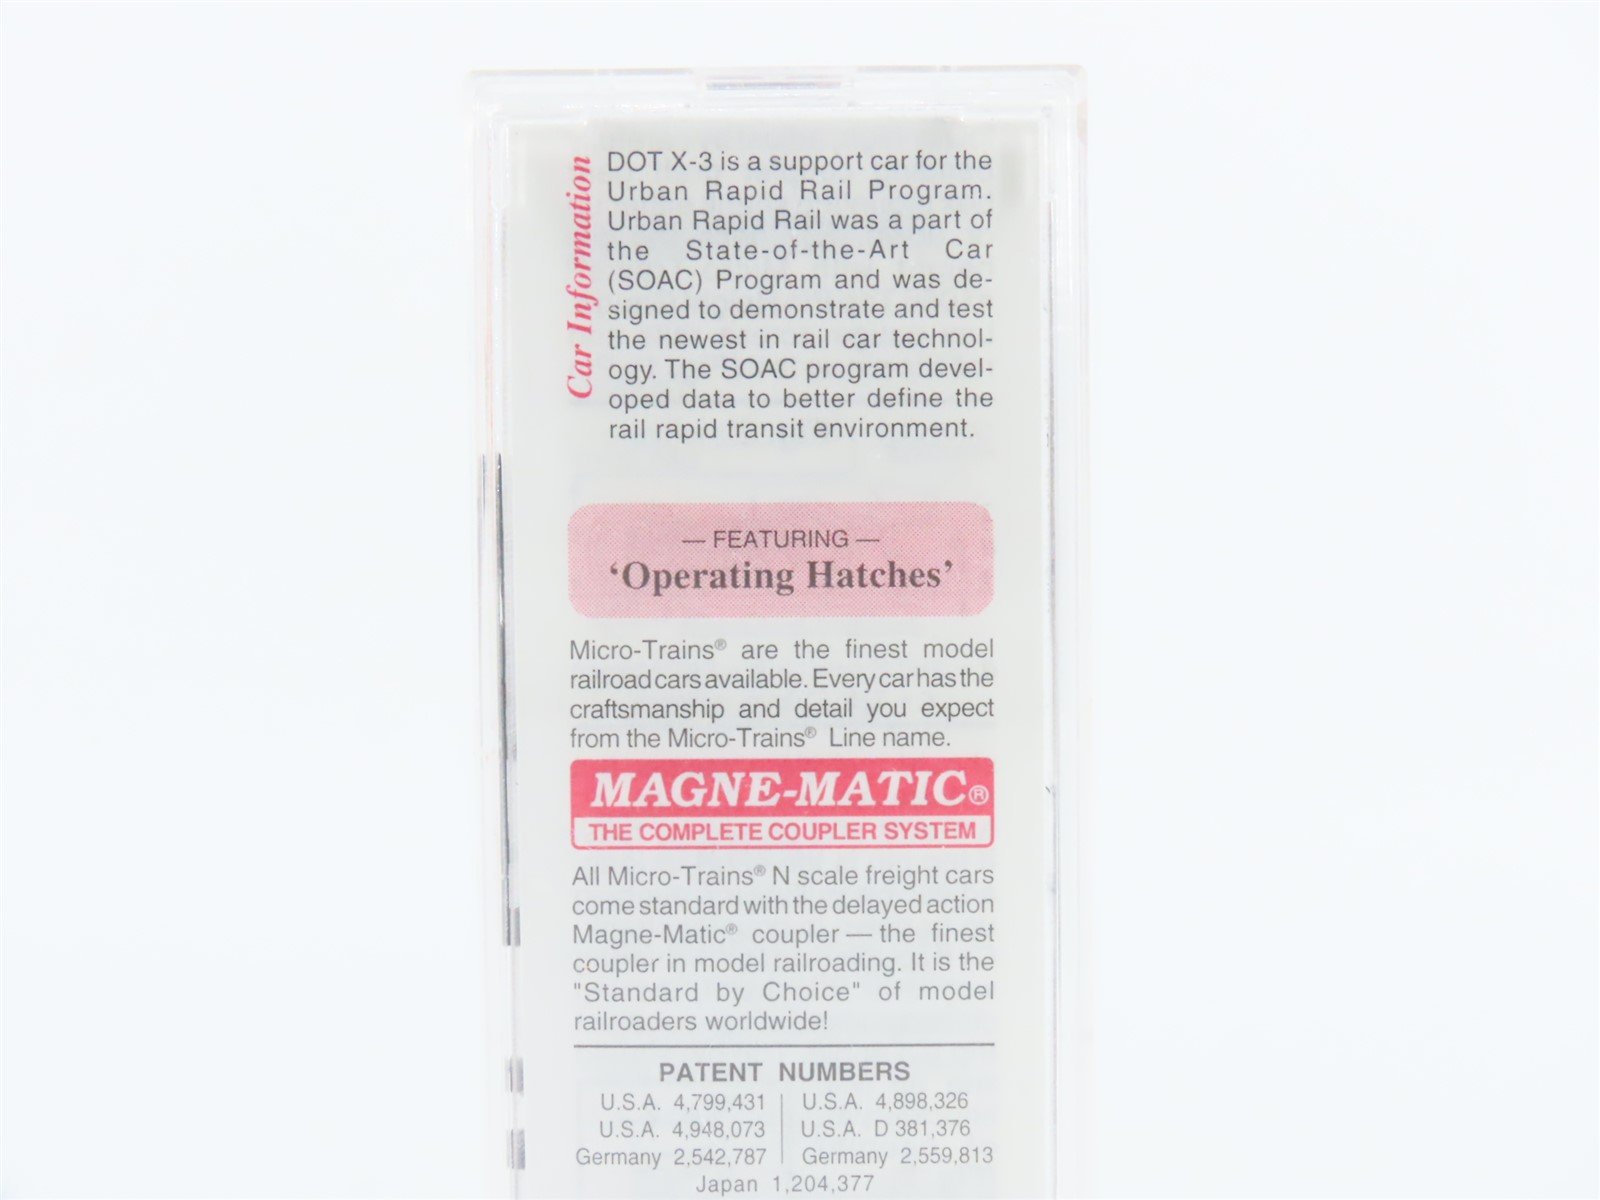 Car Information
DOT X-3 is a support car for the
Urban Rapid Rail Program.
Urban Rapid Rail was a part of
the State-of-the-Art Car
(SOAC) Program and was de-
signed to demonstrate and test
the newest in rail car technol-
ogy. The SOAC program devel-
oped data to better define the
rail rapid transit environment.
— FEATURING —
‘Operating Hatches’
Micro-Trains® are the finest model
railroad cars available. Every car has the
craftsmanship and detail you expect
from the Micro-Trains® Line name.
MAGNE-MATIC®
THE COMPLETE COUPLER SYSTEM
All Micro-Trains® N scale freight cars
come standard with the delayed action
Magne-Matic® coupler — the finest
coupler in model railroading. It is the
"Standard by Choice" of model
railroaders worldwide!
PATENT NUMBERS
U.S.A. 4,799,431 | U.S.A. 4,898,326
U.S.A. 4,948,073 | U.S.A. D 381,376
Germany 2,542,787 | Germany 2,559,813
Japan 1,204,377